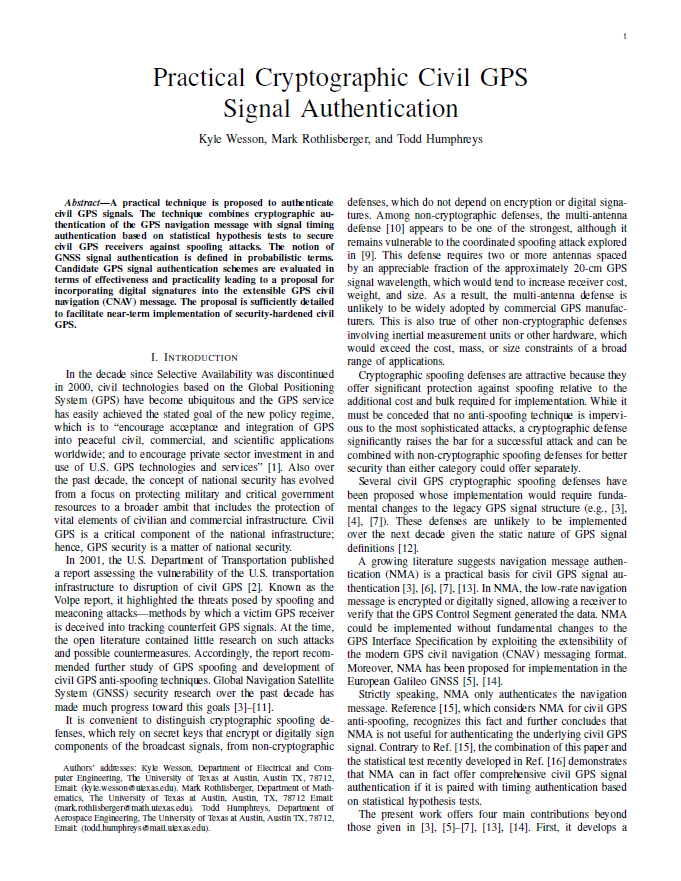 1
Practical Cryptographic Civil GPS
Signal Authentication
Kyle Wesson, Mark Rothlisberger, and Todd Humphreys
Abstract—A practical technique is proposed to authenticate
civil GPS signals. The technique combines cryptographic au-
thentication of the GPS navigation message with signal timing
authentication based on statistical hypothesis tests to secure
civil GPS receivers against spoofing attacks. The notion of
GNSS signal authentication is defined in probabilistic terms.
Candidate GPS signal authentication schemes are evaluated in
terms of effectiveness and practicality leading to a proposal for
incorporating digital signatures into the extensible GPS civil
navigation (CNAV) message. The proposal is sufficiently detailed
to facilitate near-term implementation of security-hardened civil
GPS.
I. Introduction
In the decade since Selective Availability was discontinued
in 2000, civil technologies based on the Global Positioning
System (GPS) have become ubiquitous and the GPS service
has easily achieved the stated goal of the new policy regime,
which is to “encourage acceptance and integration of GPS
into peaceful civil, commercial, and scientific applications
worldwide; and to encourage private sector investment in and
use of U.S. GPS technologies and services” [1]. Also over
the past decade, the concept of national security has evolved
from a focus on protecting military and critical government
resources to a broader ambit that includes the protection of
vital elements of civilian and commercial infrastructure. Civil
GPS is a critical component of the national infrastructure;
hence, GPS security is a matter of national security.
In 2001, the U.S. Department of Transportation published
a report assessing the vulnerability of the U.S. transportation
infrastructure to disruption of civil GPS [2]. Known as the
Volpe report, it highlighted the threats posed by spoofing and
meaconing attacks—methods by which a victim GPS receiver
is deceived into tracking counterfeit GPS signals. At the time,
the open literature contained little research on such attacks
and possible countermeasures. Accordingly, the report recom-
mended further study of GPS spoofing and development of
civil GPS anti-spoofing techniques. Global Navigation Satellite
System (GNSS) security research over the past decade has
made much progress toward this goals [3]–[11].
It is convenient to distinguish cryptographic spoofing de-
fenses, which rely on secret keys that encrypt or digitally sign
components of the broadcast signals, from non-cryptographic
Authors’ addresses: Kyle Wesson, Department of Electrical and Com-
puter Engineering, The University of Texas at Austin, Austin TX, 78712,
Email: (kyle.wesson@utexas.edu). Mark Rothlisberger, Department of Math-
ematics, The University of Texas at Austin, Austin, TX, 78712 Email:
(mark.rothlisberger@math.utexas.edu). Todd Humphreys, Department of
Aerospace Engineering, The University of Texas at Austin, Austin TX, 78712,
Email: (todd.humphreys@mail.utexas.edu).
defenses, which do not depend on encryption or digital signa-
tures. Among non-cryptographic defenses, the multi-antenna
defense [10] appears to be one of the strongest, although it
remains vulnerable to the coordinated spoofing attack explored
in [9]. This defense requires two or more antennas spaced
by an appreciable fraction of the approximately 20-cm GPS
signal wavelength, which would tend to increase receiver cost,
weight, and size. As a result, the multi-antenna defense is
unlikely to be widely adopted by commercial GPS manufac-
turers. This is also true of other non-cryptographic defenses
involving inertial measurement units or other hardware, which
would exceed the cost, mass, or size constraints of a broad
range of applications.
Cryptographic spoofing defenses are attractive because they
offer significant protection against spoofing relative to the
additional cost and bulk required for implementation. While it
must be conceded that no anti-spoofing technique is impervi-
ous to the most sophisticated attacks, a cryptographic defense
significantly raises the bar for a successful attack and can be
combined with non-cryptographic spoofing defenses for better
security than either category could offer separately.
Several civil GPS cryptographic spoofing defenses have
been proposed whose implementation would require funda-
mental changes to the legacy GPS signal structure (e.g., [3],
[4], [7]). These defenses are unlikely to be implemented
over the next decade given the static nature of GPS signal
definitions [12].
A growing literature suggests navigation message authen-
tication (NMA) is a practical basis for civil GPS signal au-
thentication [3], [6], [7], [13]. In NMA, the low-rate navigation
message is encrypted or digitally signed, allowing a receiver to
verify that the GPS Control Segment generated the data. NMA
could be implemented without fundamental changes to the
GPS Interface Specification by exploiting the extensibility of
the modern GPS civil navigation (CNAV) messaging format.
Moreover, NMA has been proposed for implementation in the
European Galileo GNSS [5], [14].
Strictly speaking, NMA only authenticates the navigation
message. Reference [15], which considers NMA for civil GPS
anti-spoofing, recognizes this fact and further concludes that
NMA is not useful for authenticating the underlying civil GPS
signal. Contrary to Ref. [15], the combination of this paper and
the statistical test recently developed in Ref. [16] demonstrates
that NMA can in fact offer comprehensive civil GPS signal
authentication if it is paired with timing authentication based
on statistical hypothesis tests.
The present work offers four main contributions beyond
those given in [3], [5]–[7], [13], [14]. First, it develops a